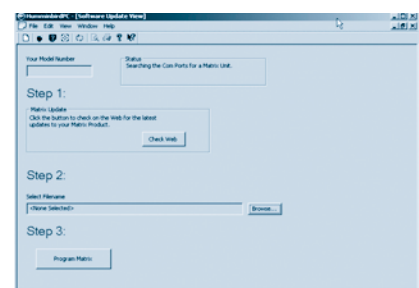 HumminbirdPC - [Software Update View]
File Edit View Window Help
Your Model Number
Status
Searching the Com Ports for a Matrix Unit.
Step 1:
Matrix Update
Click the button to check on the Web for the latest
updates to your Matrix Product.
Check Web
Step 2:
Select Filename
<None Selected>
Browse...
Step 3:
Program Matrix